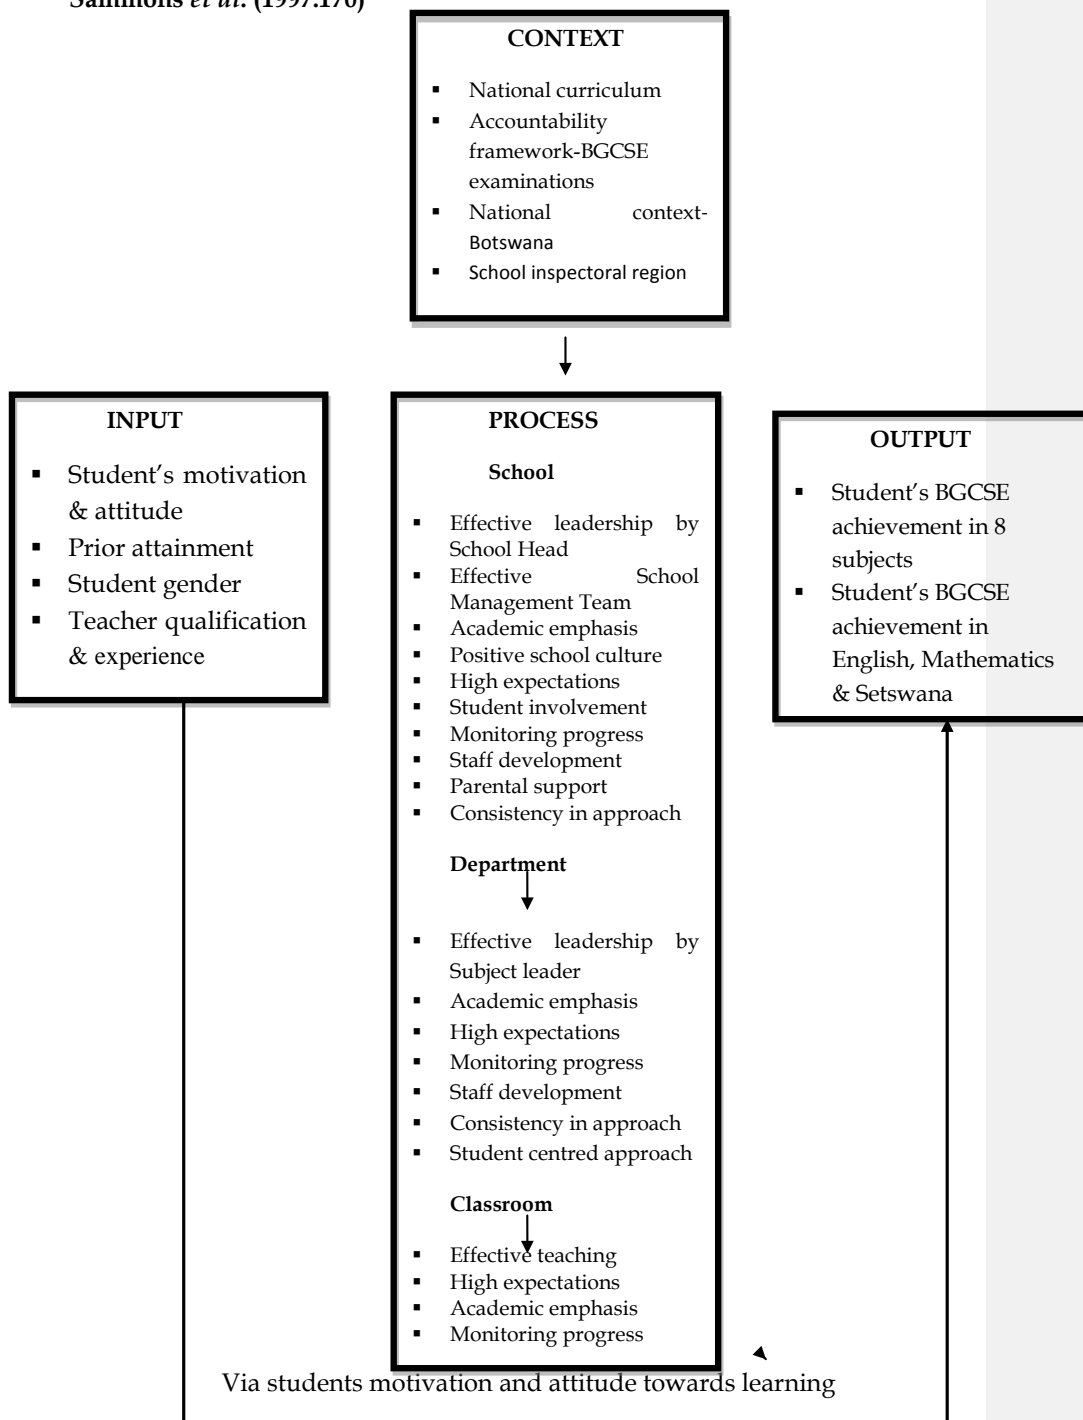 Sammons et al. (1997:176)
CONTEXT
▪ National curriculum
▪ Accountability
framework-BGCSE
examinations
▪ National context-
Botswana
▪ School inspectoral region
INPUT
▪ Student's motivation
& attitude
▪ Prior attainment
▪ Student gender
▪ Teacher qualification
& experience
PROCESS
School
▪ Effective leadership by
School Head
▪ Effective School
Management Team
▪ Academic emphasis
▪ Positive school culture
▪ High expectations
▪ Student involvement
▪ Monitoring progress
▪ Staff development
▪ Parental support
▪ Consistency in approach
Department
▪ Effective leadership by
Subject leader
▪ Academic emphasis
▪ High expectations
▪ Monitoring progress
▪ Staff development
▪ Consistency in approach
▪ Student centred approach
Classroom
▪ Effective teaching
▪ High expectations
▪ Academic emphasis
▪ Monitoring progress
OUTPUT
▪ Student's BGCSE
achievement in 8
subjects
▪ Student's BGCSE
achievement in
English, Mathematics
& Setswana
Via students motivation and attitude towards learning